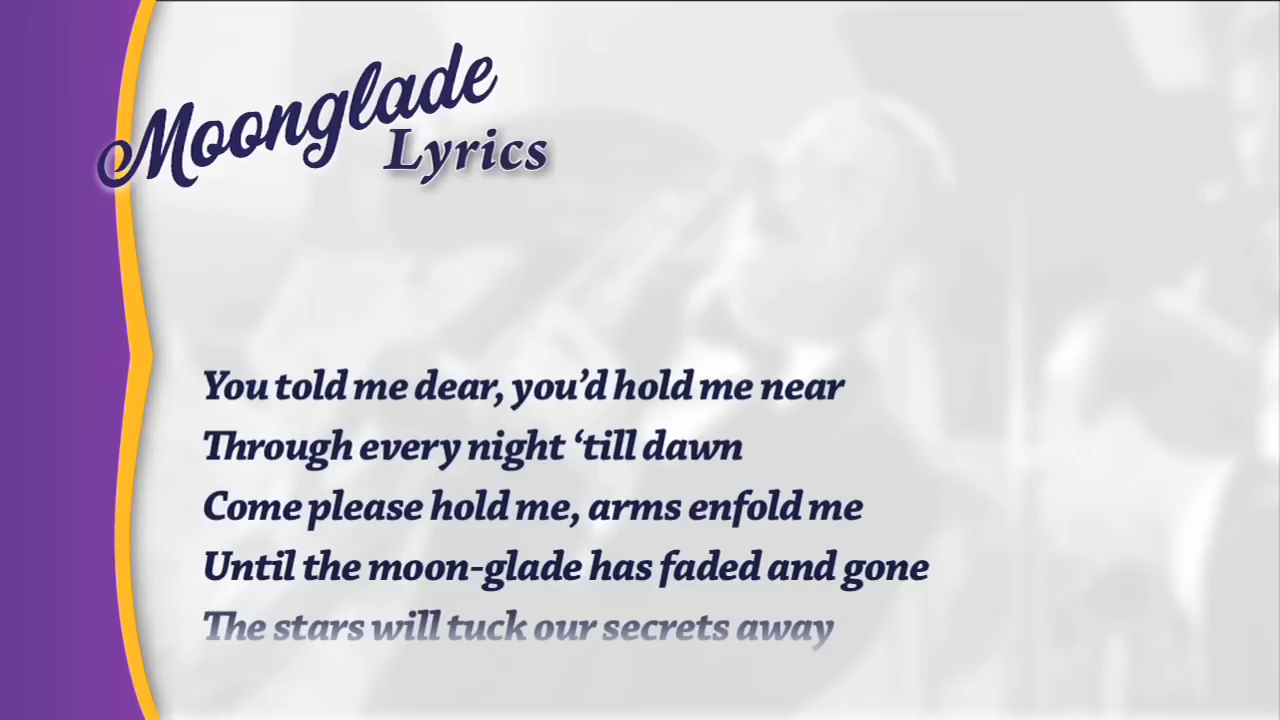 Moonglade
Lyrics
You told me dear, you’d hold me near
Through every night ‘till dawn
Come please hold me, arms enfold me
Until the moon-glade has faded and gone
The stars will tuck our secrets away